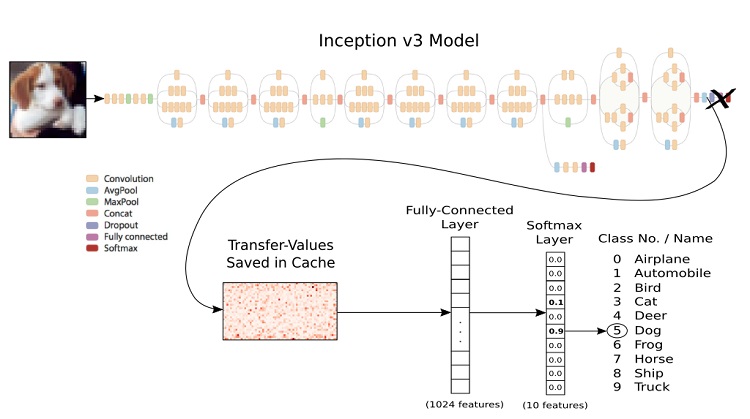 Inception v3 Model
Convolution
AvgPool
MaxPool
Concat
Dropout
Fully connected
Softmax
Transfer-Values
Saved in Cache
Fully-Connected
Layer
(1024 features)
Softmax
Layer
0.0
0.0
0.0
0.1
0.0
0.9
0.0
0.0
0.0
0.0
(10 features)
Class No. / Name
0 Airplane
1 Automobile
2 Bird
3 Cat
4 Deer
5 Dog
6 Frog
7 Horse
8 Ship
9 Truck